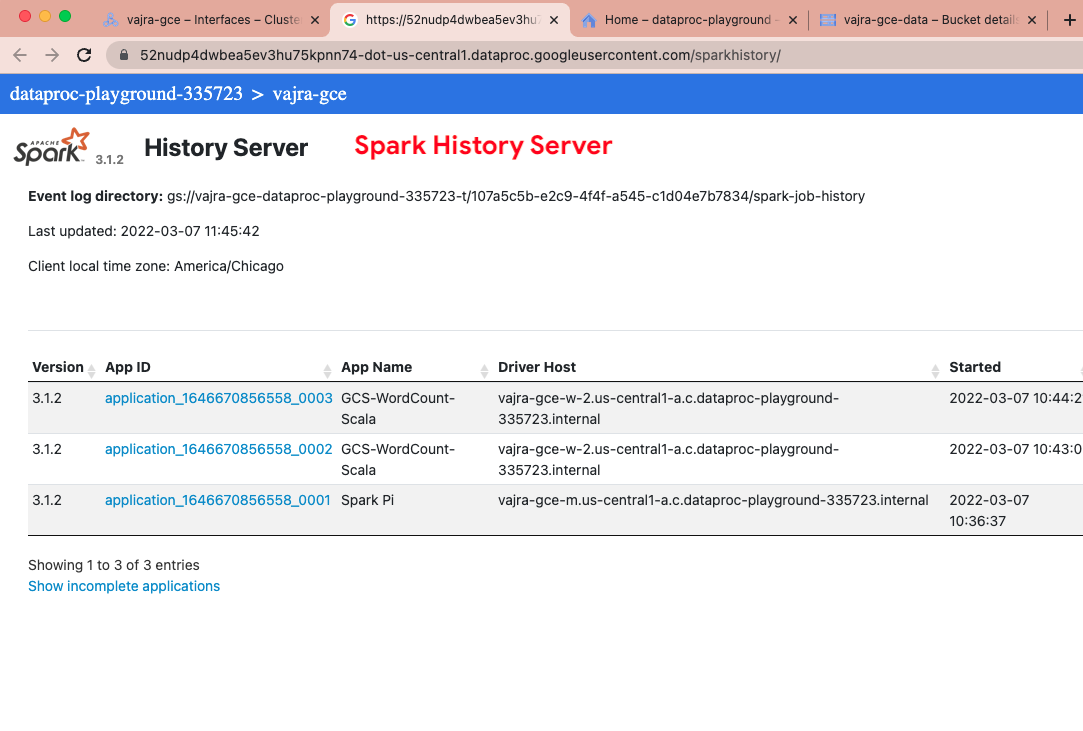 vajra-gce – Interfaces – Cluste
https://52nudp4dwbea5ev3hu7
Home – dataproc-playground -
vajra-gce-data – Bucket details
52nudp4dwbea5ev3hu75kpnn74-dot-us-central1.dataproc.googleusercontent.com/sparkhistory/
dataproc-playground-335723 > vajra-gce
APACHE Spark 3.1.2 History Server Spark History Server
Event log directory: gs://vajra-gce-dataproc-playground-335723-t/107a5c5b-e2c9-4f4f-a545-c1d04e7b7834/spark-job-history
Last updated: 2022-03-07 11:45:42
Client local time zone: America/Chicago
Version App ID App Name Driver Host Started
3.1.2 application_1646670856558_0003 GCS-WordCount- vajra-gce-w-2.us-central1-a.c.dataproc-playground- 2022-03-07 10:44:2
Scala 335723.internal
3.1.2 application_1646670856558_0002 GCS-WordCount- vajra-gce-w-2.us-central1-a.c.dataproc-playground- 2022-03-07 10:43:0
Scala 335723.internal
3.1.2 application_1646670856558_0001 Spark Pi vajra-gce-m.us-central1-a.c.dataproc-playground-335723.internal 2022-03-07
10:36:37
Showing 1 to 3 of 3 entries
Show incomplete applications